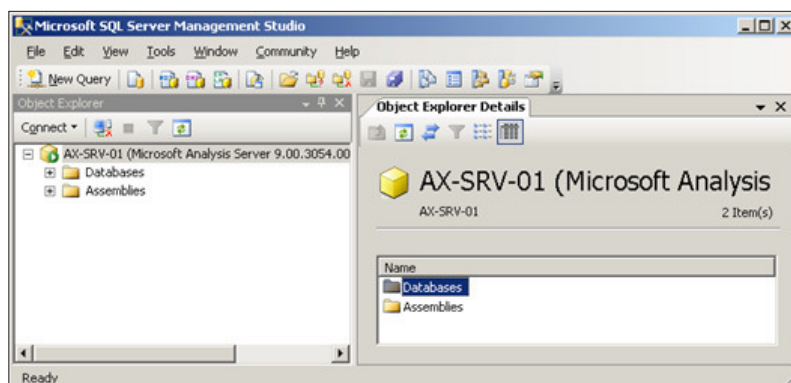 Microsoft SQL Server Management Studio
File Edit View Tools Window Community Help
New Query
Object Explorer
Connect
AX-SRV-01 (Microsoft Analysis Server 9.00.3054.00
Databases
Assemblies
Object Explorer Details
AX-SRV-01 (Microsoft Analysis
AX-SRV-01 2 Item(s)
Name
Databases
Assemblies
Ready